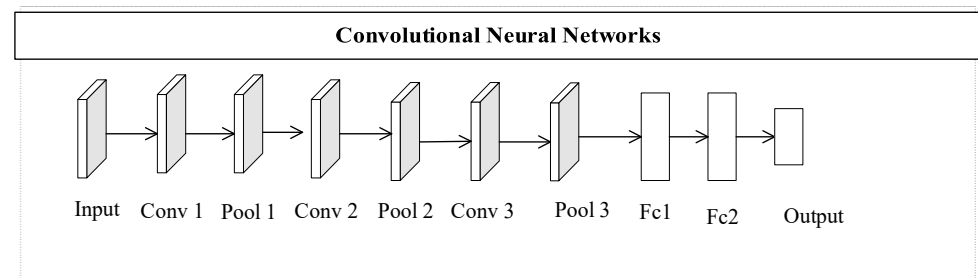 Convolutional Neural Networks
Input Conv 1 Pool 1 Conv 2 Pool 2 Conv 3 Pool 3 Fc1 Fc2 Output